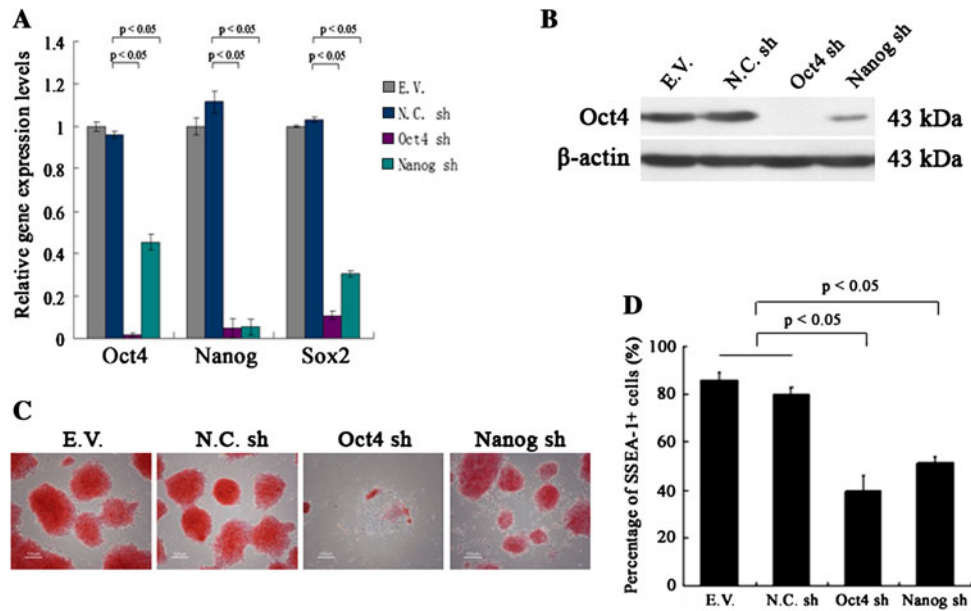 A
p < 0.05
p < 0.05
p < 0.05
p < 0.05
p < 0.05
p < 0.05
Relative gene expression levels
1.4
1.2
1
0.8
0.6
0.4
0.2
0
Oct4
Nanog
Sox2
E.V.
N.C. sh
Oct4 sh
Nanog sh
B
E.V.
N.C. sh
Oct4 sh
Nanog sh
Oct4
43 kDa
β-actin
43 kDa
C
E.V.
N.C. sh
Oct4 sh
Nanog sh
D
p < 0.05
p < 0.05
Percentage of SSEA-1+ cells (%)
100
80
60
40
20
0
E.V.
N.C. sh
Oct4 sh
Nanog sh